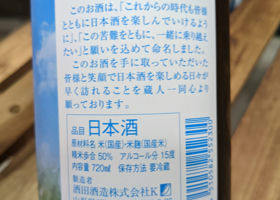 このお酒は、「これからの時代も皆様
とともに日本酒を楽しんでいけるよう
に」、「この苦難をともに、一緒に乗り越え
たい」と願いを込めて命名しました。
このお酒を手に取っていただいた
皆様と笑顔で日本酒を楽しめる日々が
早く訪れることを蔵人一同心より
願っております。
品目 日本酒
原材料名 米(国産)・米麹(国産米)
精米歩合 50% アルコール分 15度
内容量 720ml 保存方法 要冷蔵
製造者
酒田酒造株式会社K